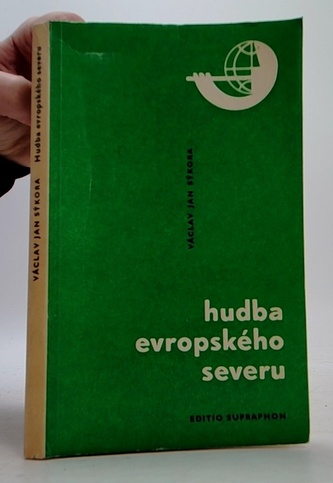 VÁCLAV JAN SÝKORA Hudba evropského severu
VÁCLAV JAN SÝKORA
hudba
evropského
severu
EDITIO SUPRAPHON